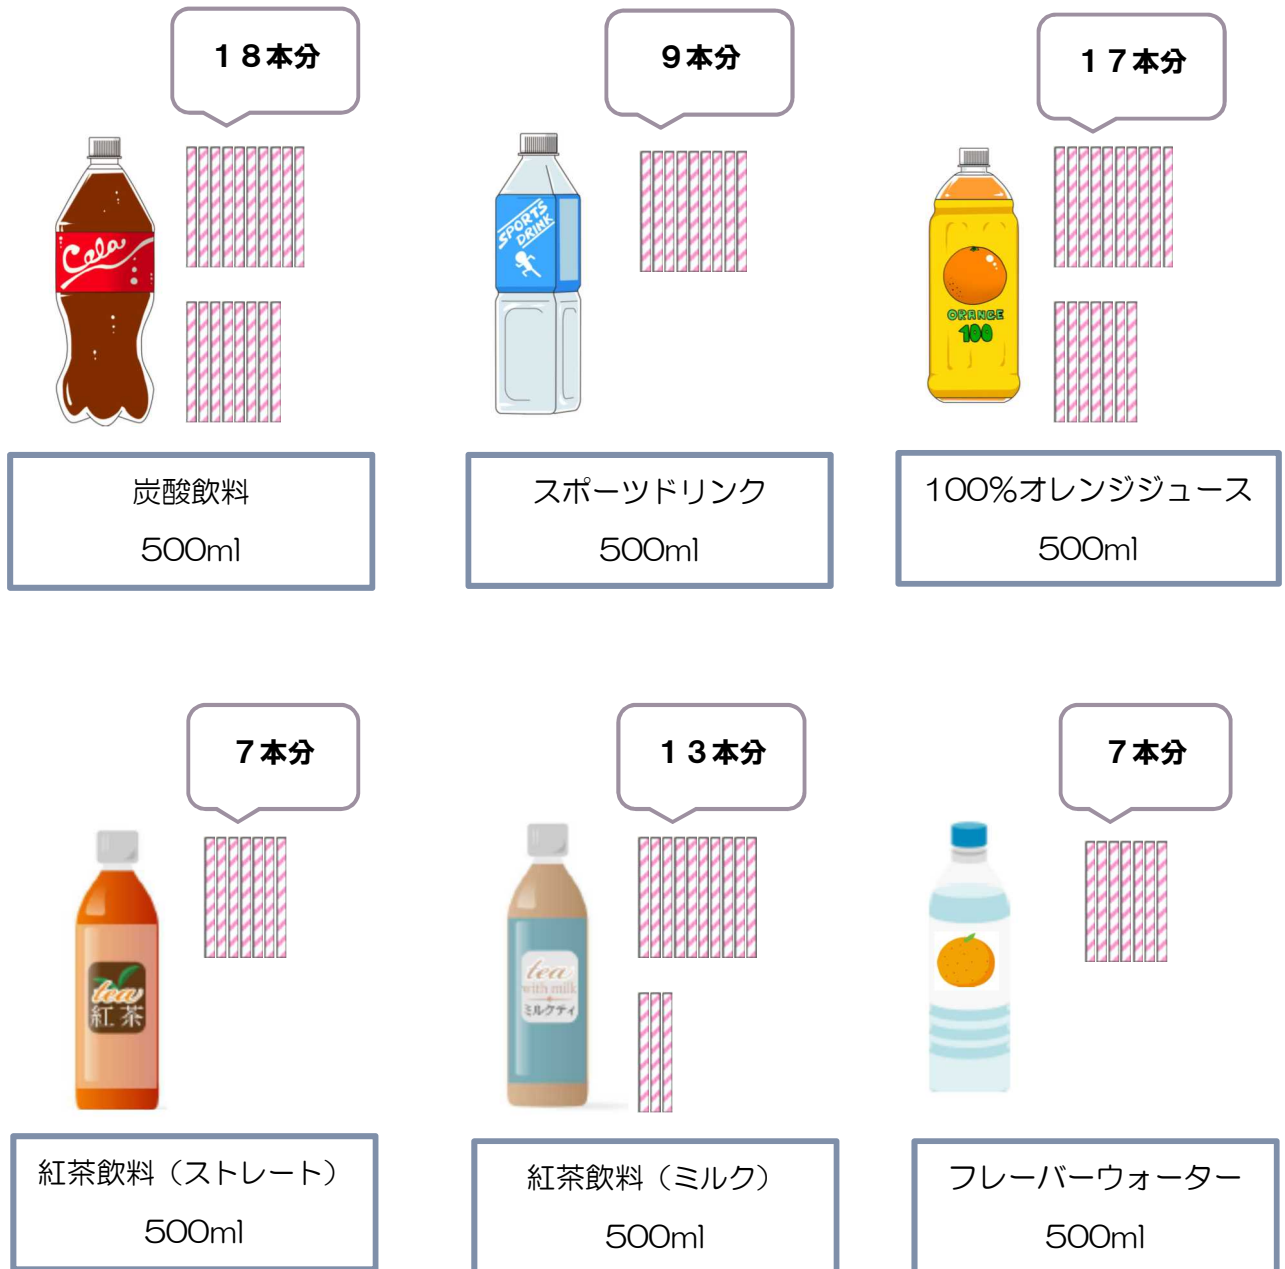 18本分
9本分
17本分
Cola
SPORTS
DRINK
ORANGE
100
炭酸飲料
500ml
スポーツドリンク
500ml
100%オレンジジュース
500ml
7本分
13本分
7本分
tea
紅茶
tea
with milk
ミルクティ
紅茶飲料(ストレート)
500ml
紅茶飲料(ミルク)
500ml
フレーバーウォーター
500ml